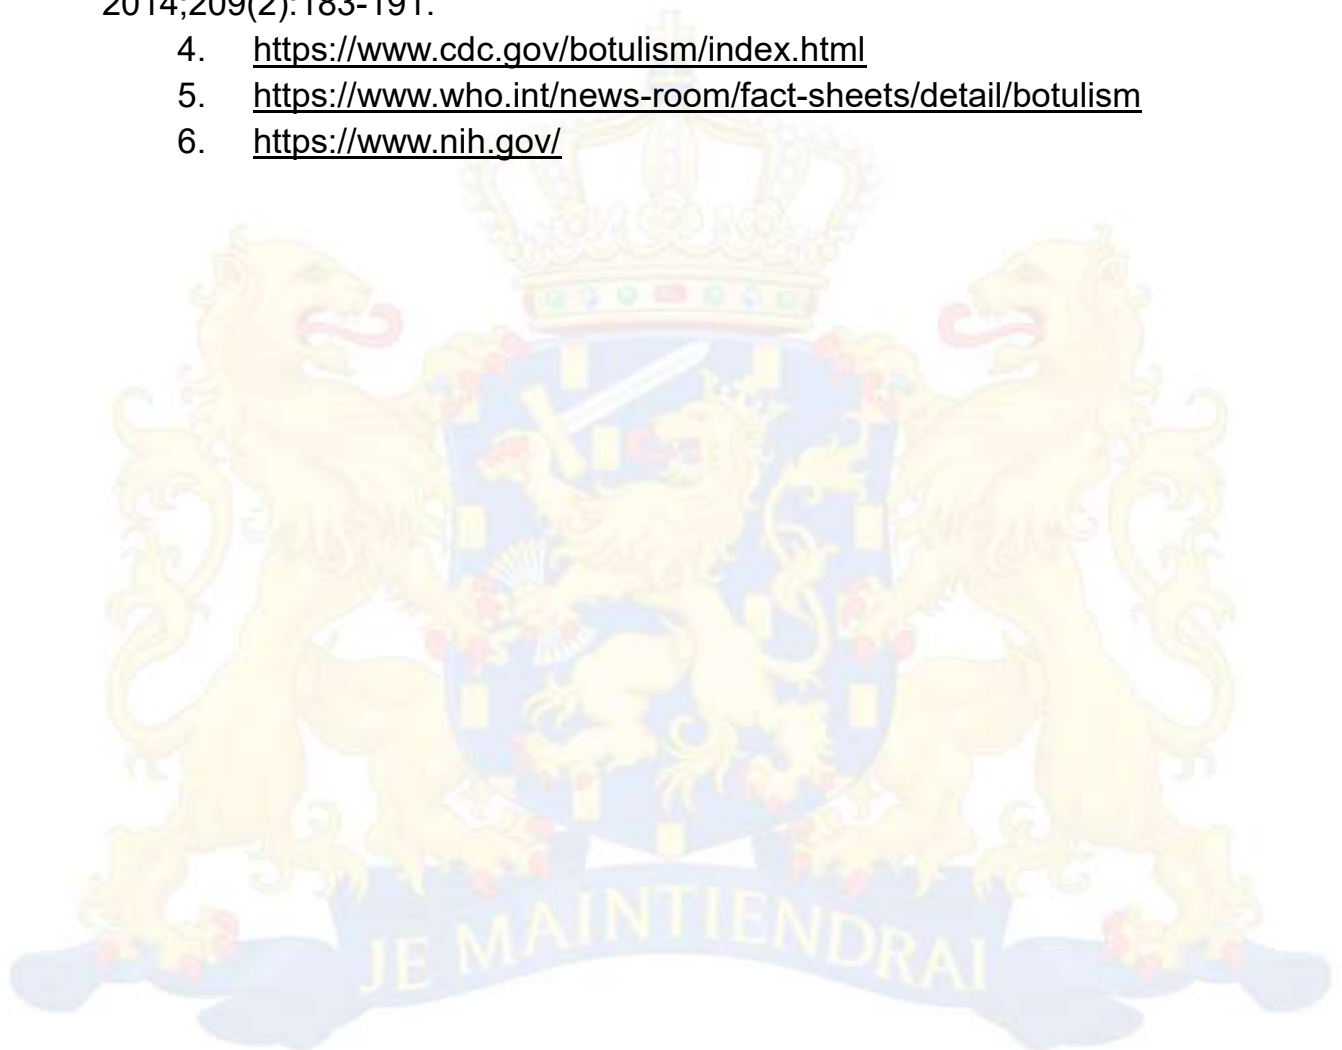 2014;209(2):183-191.
4. https://www.cdc.gov/botulism/index.html
5. https://www.who.int/news-room/fact-sheets/detail/botulism
6. https://www.nih.gov/
JE MAINTIENDRAI